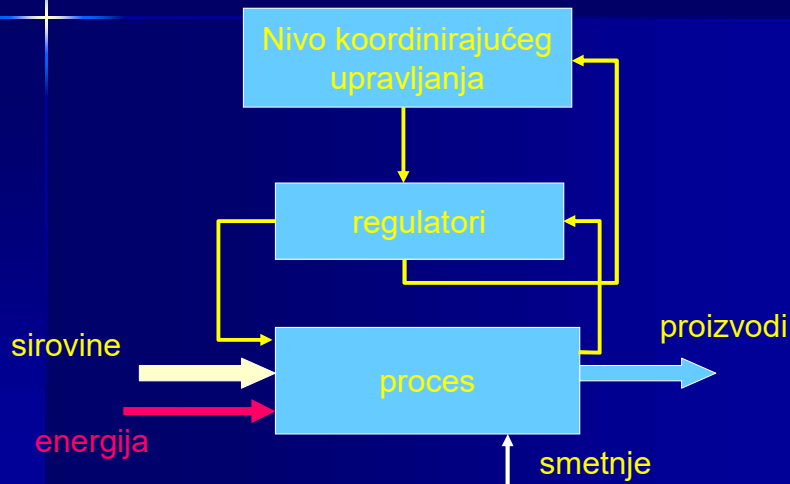 Nivo koordinirajućeg
upravljanja
regulatori
proizvodi
sirovine
proces
energija
smetnje